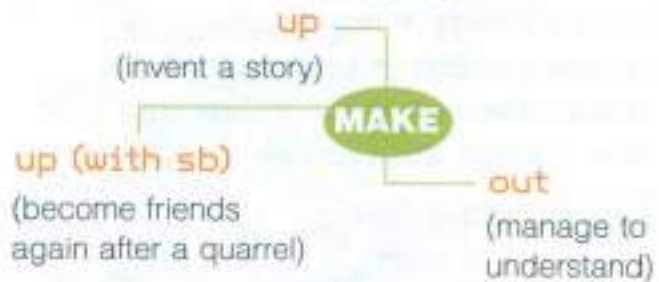 up
(invent a story)
MAKE
up (with sb)
(become friends
again after a quarrel)
out
(manage to
understand)